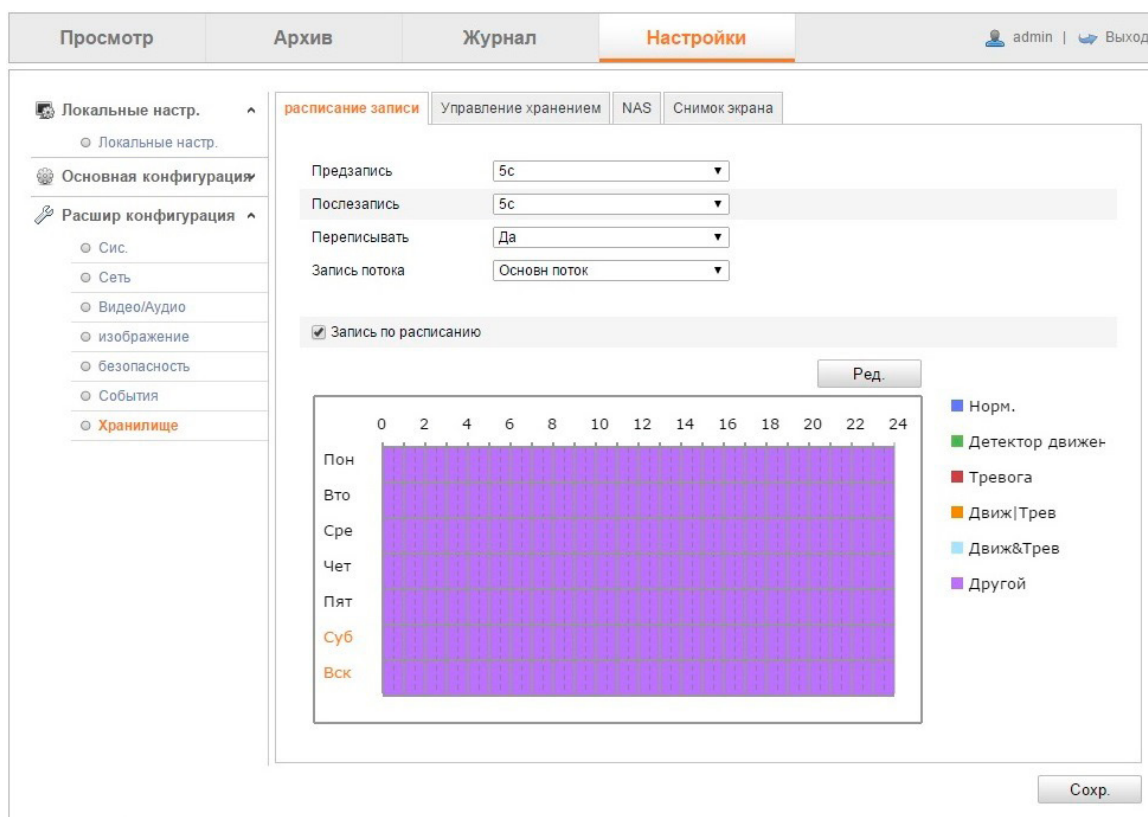 Просмотр Архив Журнал Настройки admin | Выход
Локальные настр.
Локальные настр.
Основная конфигурация
Расшир конфигурация
Сис.
Сеть
Видео/Аудио
изображение
безопасность
События
Хранилище
расписание записи Управление хранением NAS Снимок экрана
Предзапись 5с
Послезапись 5с
Переписывать Да
Запись потока Основн поток
Запись по расписанию
Ред.
0 2 4 6 8 10 12 14 16 18 20 22 24
Пон
Вто
Сре
Чет
Пят
Суб
Вск
Норм.
Детектор движен
Тревога
Движ|Трев
Движ&Трев
Другой
Сохр.